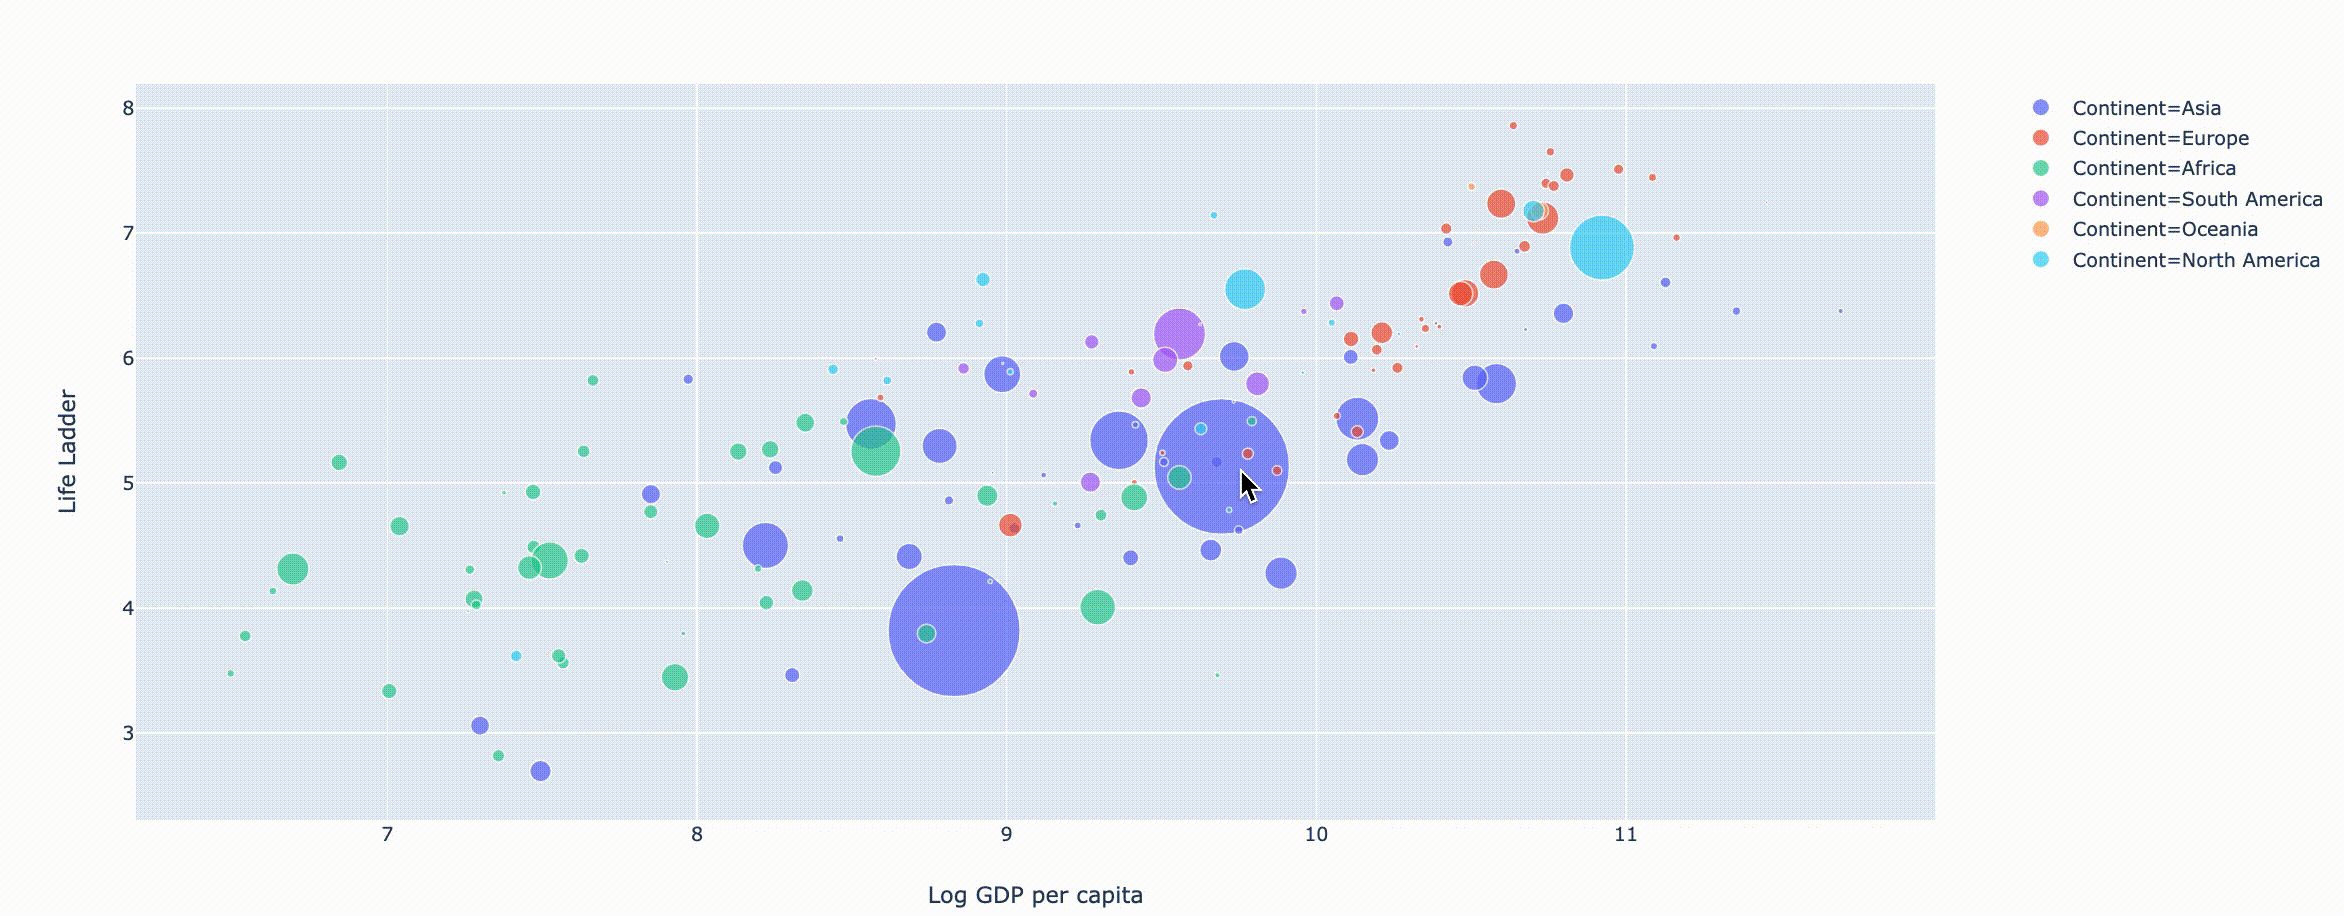 8
7
6
5
4
3
Life Ladder
7 8 9 10 11
Log GDP per capita
Continent=Asia
Continent=Europe
Continent=Africa
Continent=South America
Continent=Oceania
Continent=North America